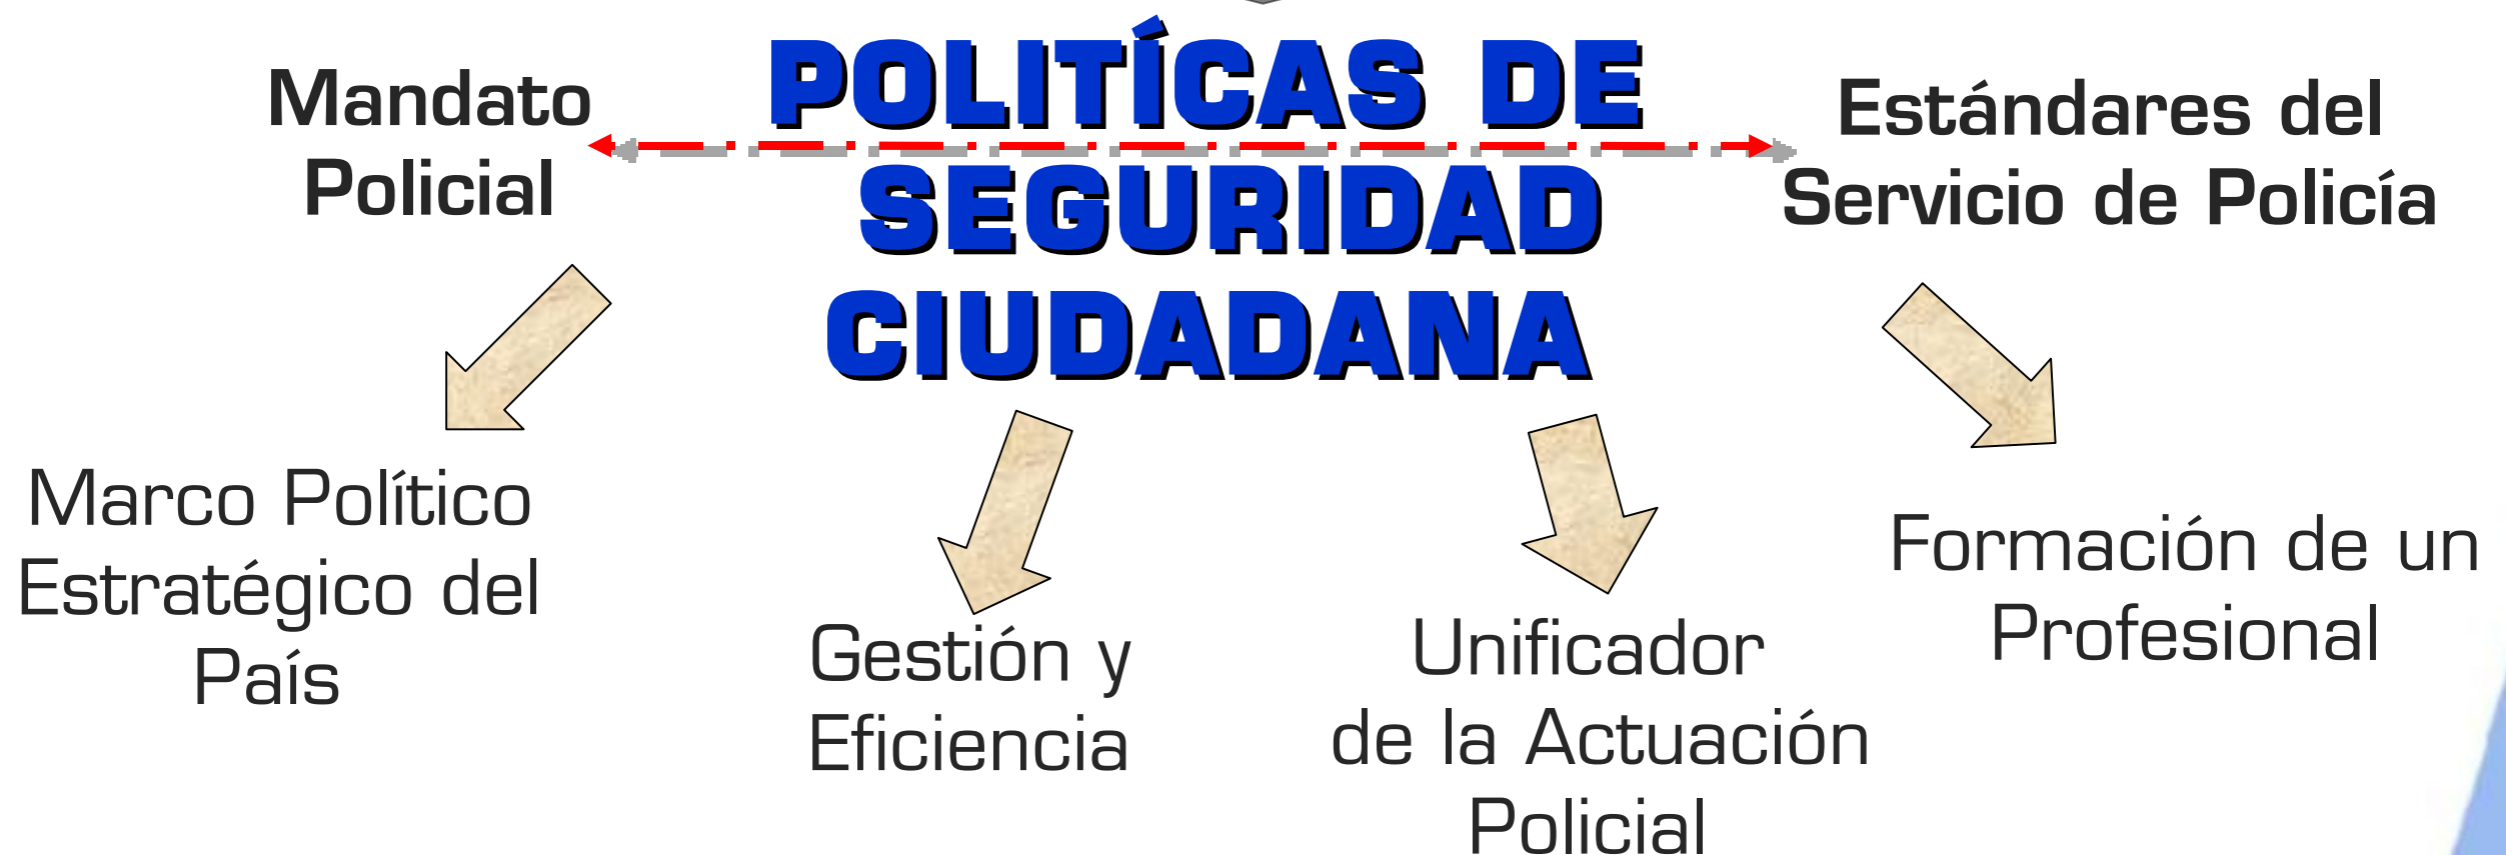 Mandato
Policial
POLITÍCAS DE
SEGURIDAD
CIUDADANA
Estándares del
Servicio de Policía
Marco Político
Estratégico del
País
Gestión y
Eficiencia
Unificador
de la Actuación
Policial
Formación de un
Profesional